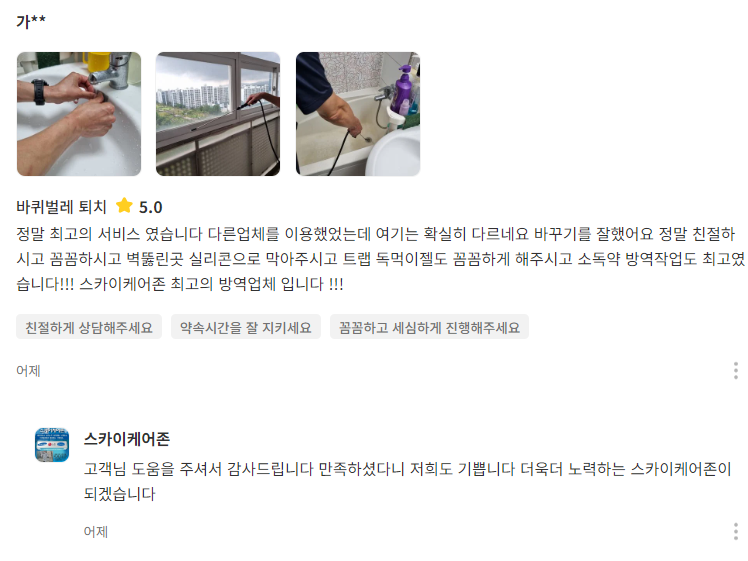 가**
바퀴벌레 퇴치 5.0
정말 최고의 서비스 였습니다 다른업체를 이용했었는데 여기는 확실히 다르네요 바꾸기를 잘했어요 정말 친절하
시고 꼼꼼하시고 벽뚫린곳 실리콘으로 막아주시고 트랩 독먹이젤도 꼼꼼하게 해주시고 소독약 방역작업도 최고였
습니다!!! 스카이케어존 최고의 방역업체 입니다 !!!
친절하게 상담해주세요 약속시간을 잘 지키세요 꼼꼼하고 세심하게 진행해주세요
어제
스카이케어존
고객님 도움을 주셔서 감사드립니다 만족하셨다니 저희도 기쁩니다 더욱더 노력하는 스카이케어존이
되겠습니다
어제